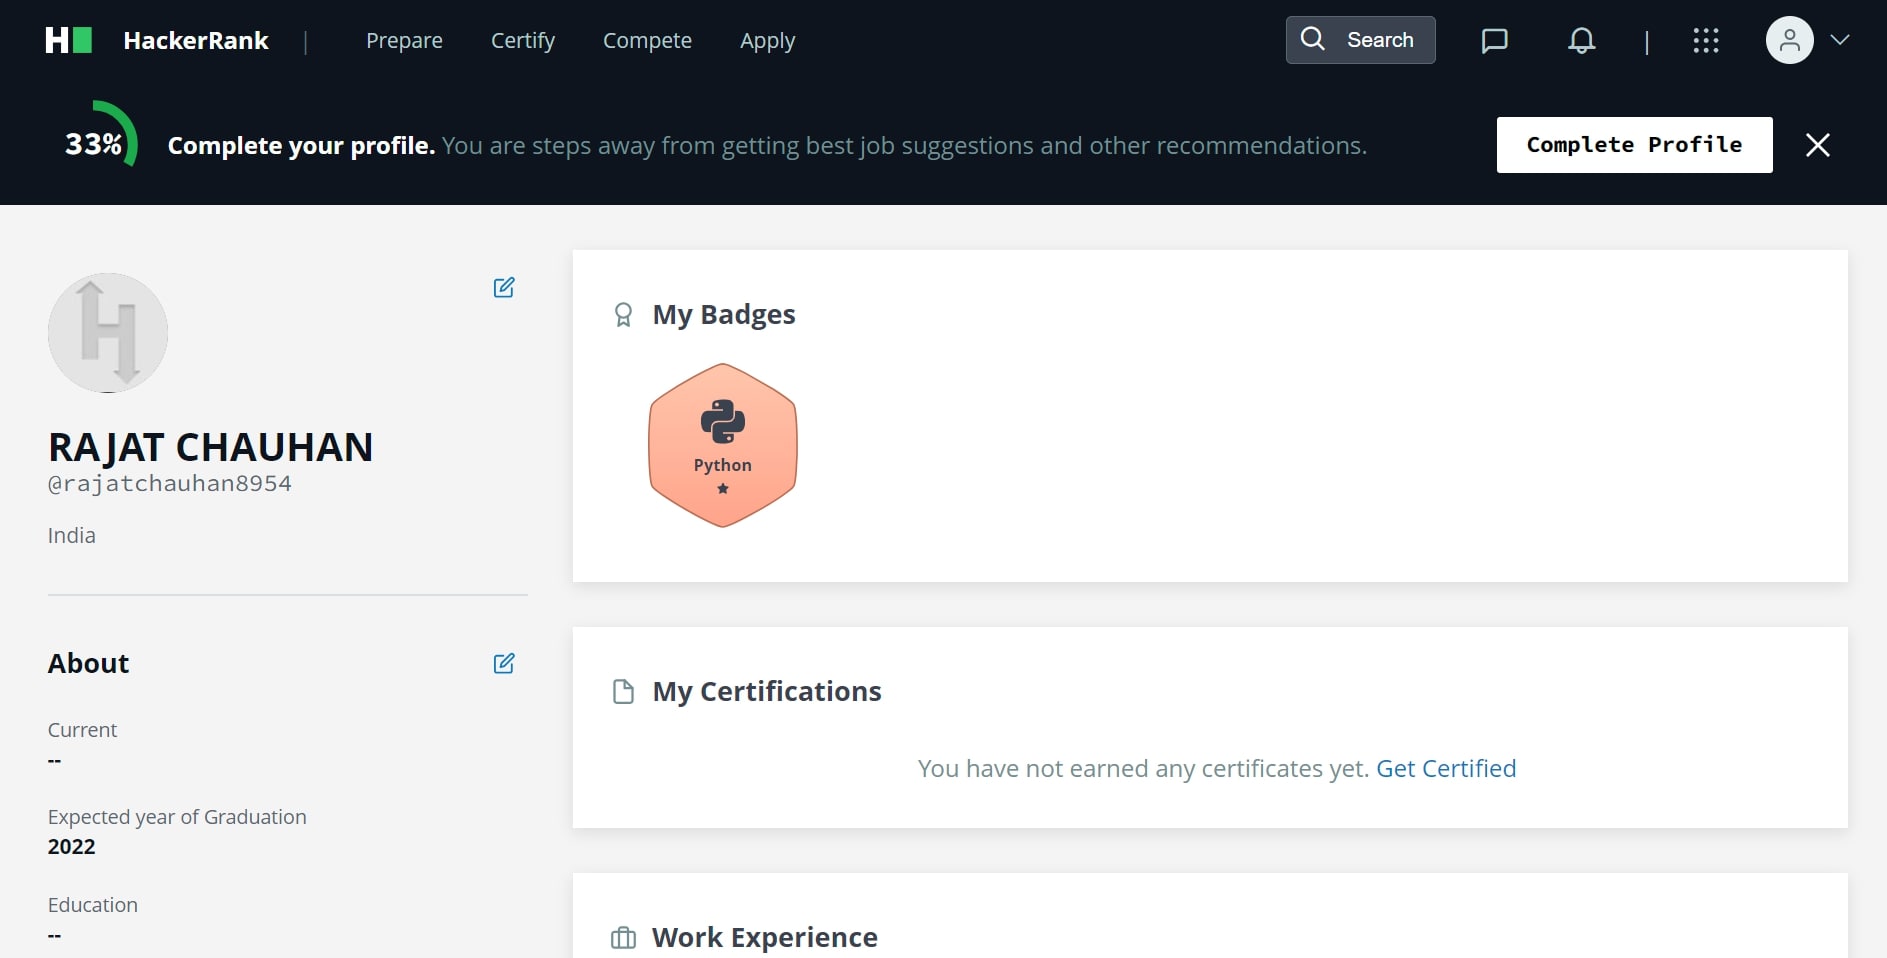 HackerRank | Prepare Certify Compete Apply Search |
33% Complete your profile. You are steps away from getting best job suggestions and other recommendations. Complete Profile
RAJAT CHAUHAN
@rajatchauhan8954
India
About
Current
--
Expected year of Graduation
2022
Education
--
My Badges
Python
My Certifications
You have not earned any certificates yet. Get Certified
Work Experience